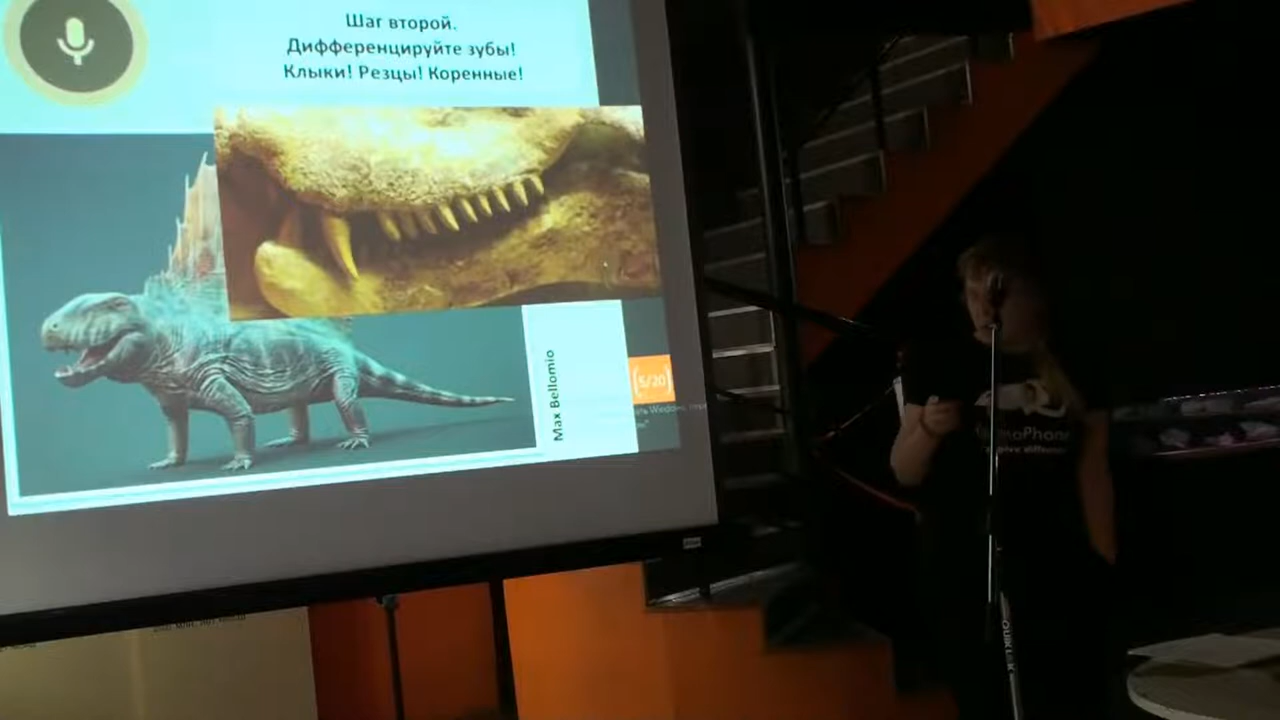 Шаг второй.
Дифференцируйте зубы!
Клыки! Резцы! Коренные!
Max Bellomio
(5/20)